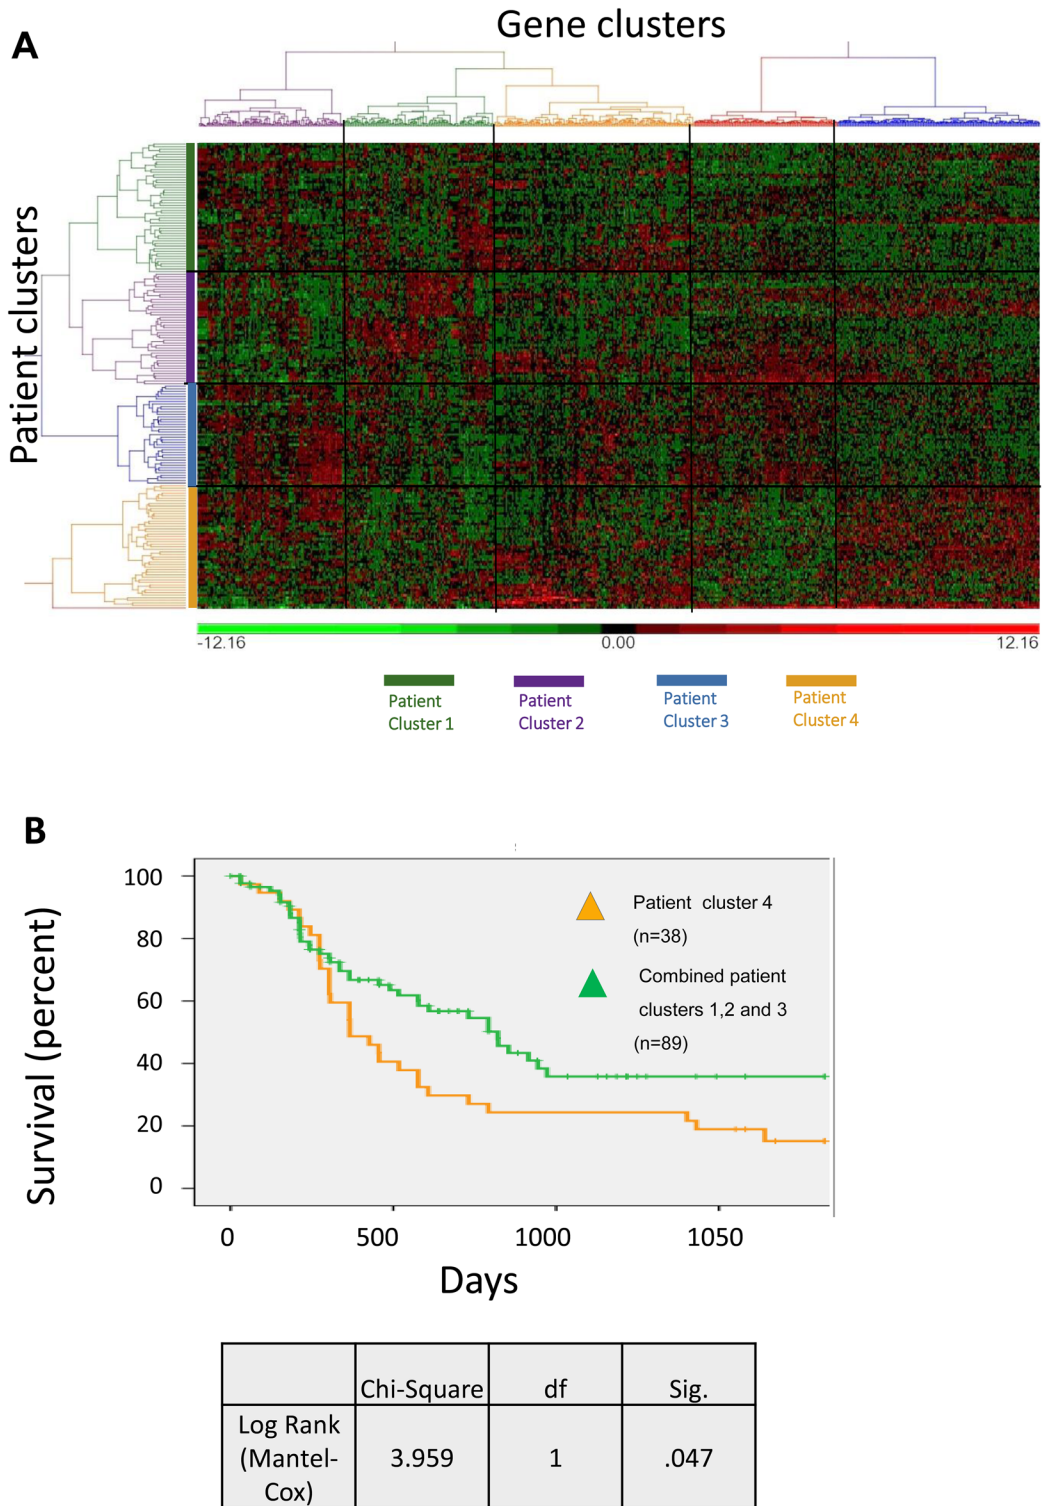 Gene clusters
A
Patient clusters
-12.16
0.00
12.16
Patient
Cluster 1
Patient
Cluster 2
Patient
Cluster 3
Patient
Cluster 4
B
Survival (percent)
100
80
60
40
20
0
Patient cluster 4
(n=38)
Combined patient
clusters 1,2 and 3
(n=89)
0
500
1000
1050
Days
Chi-Square
df
Sig.
Log Rank
(Mantel-
Cox)
3.959
1
.047